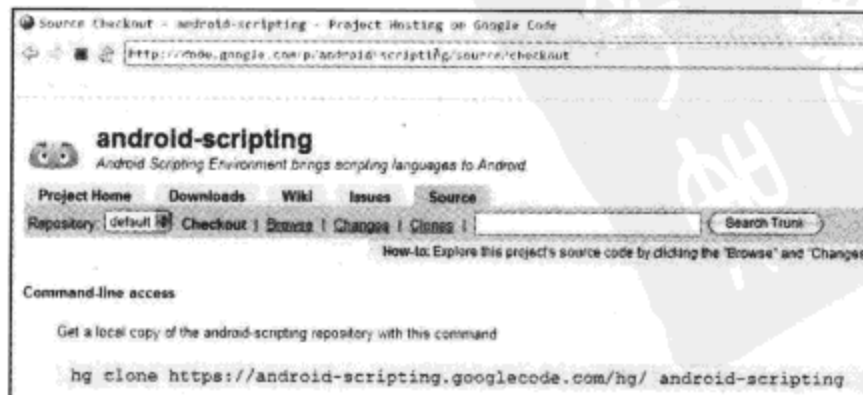 Source Checkout - android-scripting - Project Hosting on Google Code
http://code.google.com/p/android-scripting/source/checkout
android-scripting
Android Scripting Environment brings scripting languages to Android.
Project Home Downloads Wiki Issues Source
Repository: default Checkout | Browse | Changes | Clones | Search Trunk
How-to: Explore this project's source code by clicking the "Browse" and "Changes
Command-line access
Get a local copy of the android-scripting repository with this command
hg clone https://android-scripting.googlecode.com/hg/ android-scripting